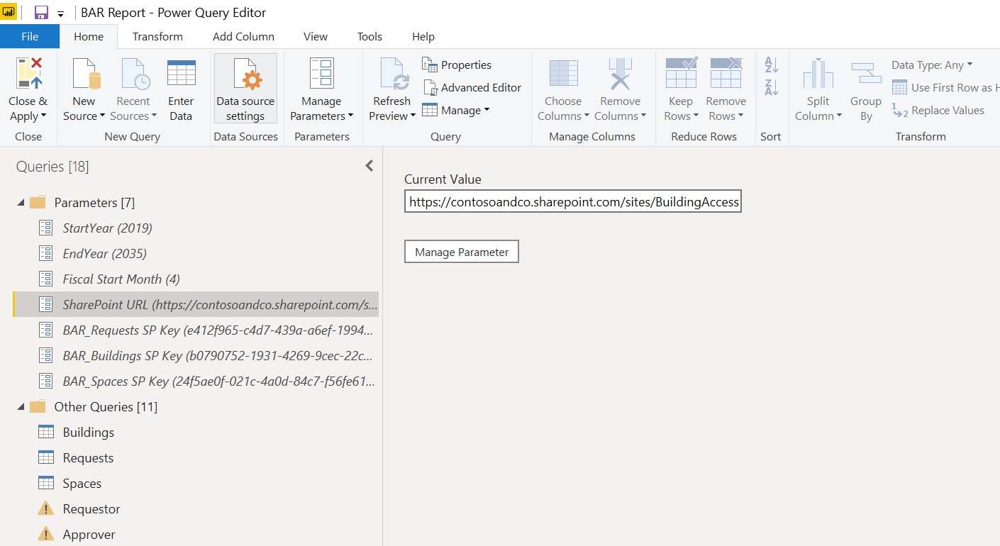 BAR Report - Power Query Editor
File Home Transform Add Column View Tools Help
Close & Apply
New Source
Recent Sources
Enter Data
Data source settings
Manage Parameters
Refresh Preview
Properties
Advanced Editor
Manage
Choose Columns
Remove Columns
Keep Rows
Remove Rows
A Z
Z A
Split Column
Group By
Data Type: Any
Use First Row as H
1 2 Replace Values
Close
New Query
Data Sources
Parameters
Query
Manage Columns
Reduce Rows
Sort
Transform
Queries [18]
Parameters [7]
StartYear (2019)
EndYear (2035)
Fiscal Start Month (4)
SharePoint URL (https://contosoandco.sharepoint.com/s...
BAR_Requests SP Key (e412f965-c4d7-439a-a6ef-1994...
BAR_Buildings SP Key (b0790752-1931-4269-9cec-22c...
BAR_Spaces SP Key (24f5ae0f-021c-4a0d-84c7-f56fe61...
Other Queries [11]
Buildings
Requests
Spaces
Requestor
Approver
Current Value
https://contosoandco.sharepoint.com/sites/BuildingAccess
Manage Parameter